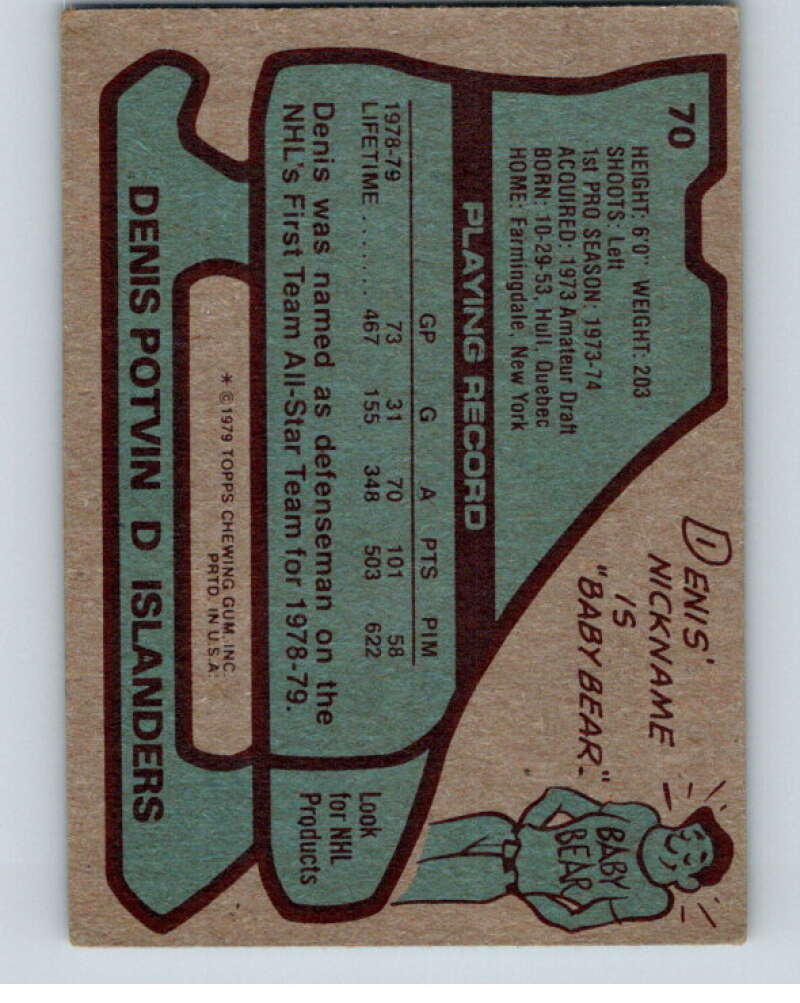 70
HEIGHT: 6'0" WEIGHT: 203
SHOOTS: Left
1st PRO SEASON: 1973-74
ACQUIRED: 1973 Amateur Draft
BORN: 10-29-53, Hull, Quebec
HOME: Farmingdale, New York
DENIS' 
NICKNAME
IS
"BABY BEAR."
BABY
BEAR
PLAYING RECORD
GP G A PTS PIM
1978-79 73 31 70 101 58
LIFETIME ........ 467 155 348 503 622
Denis was named as defenseman on the
NHL's First Team All-Star Team for 1978-79.
Look
for NHL
Products
* ©1979 TOPPS CHEWING GUM, INC.
PRTD. IN U.S.A.
DENIS POTVIN D ISLANDERS